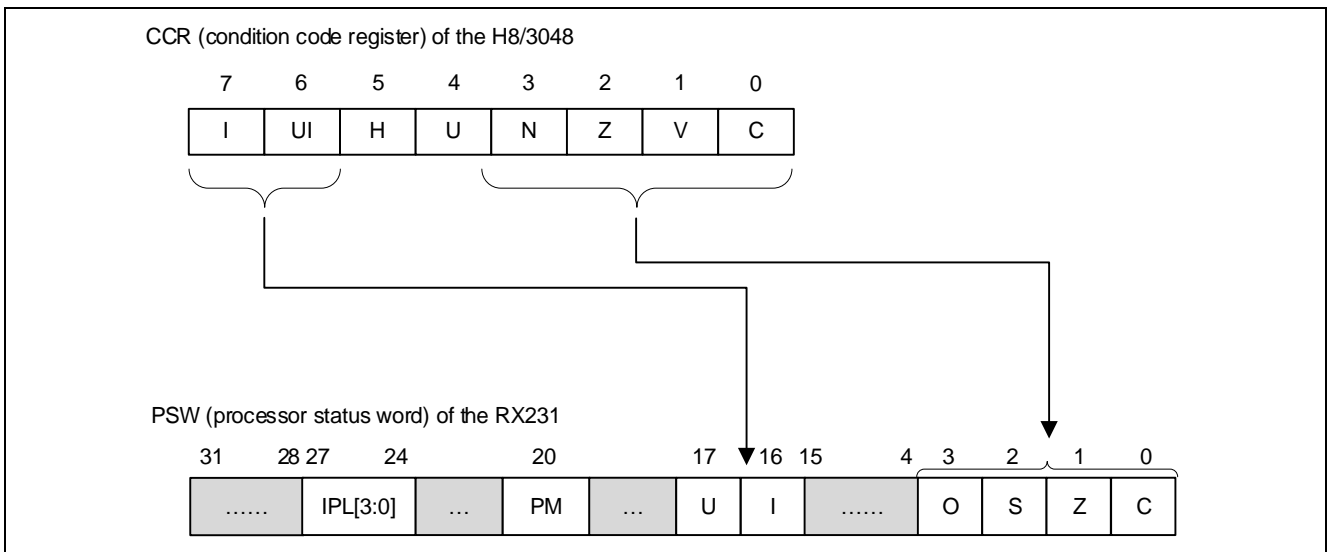 CCR (condition code register) of the H8/3048
7 6 5 4 3 2 1 0
I UI H U N Z V C
PSW (processor status word) of the RX231
31 28 27 24 20 17 16 15 4 3 2 1 0
...... IPL[3:0] ... PM ... U I ...... O S Z C